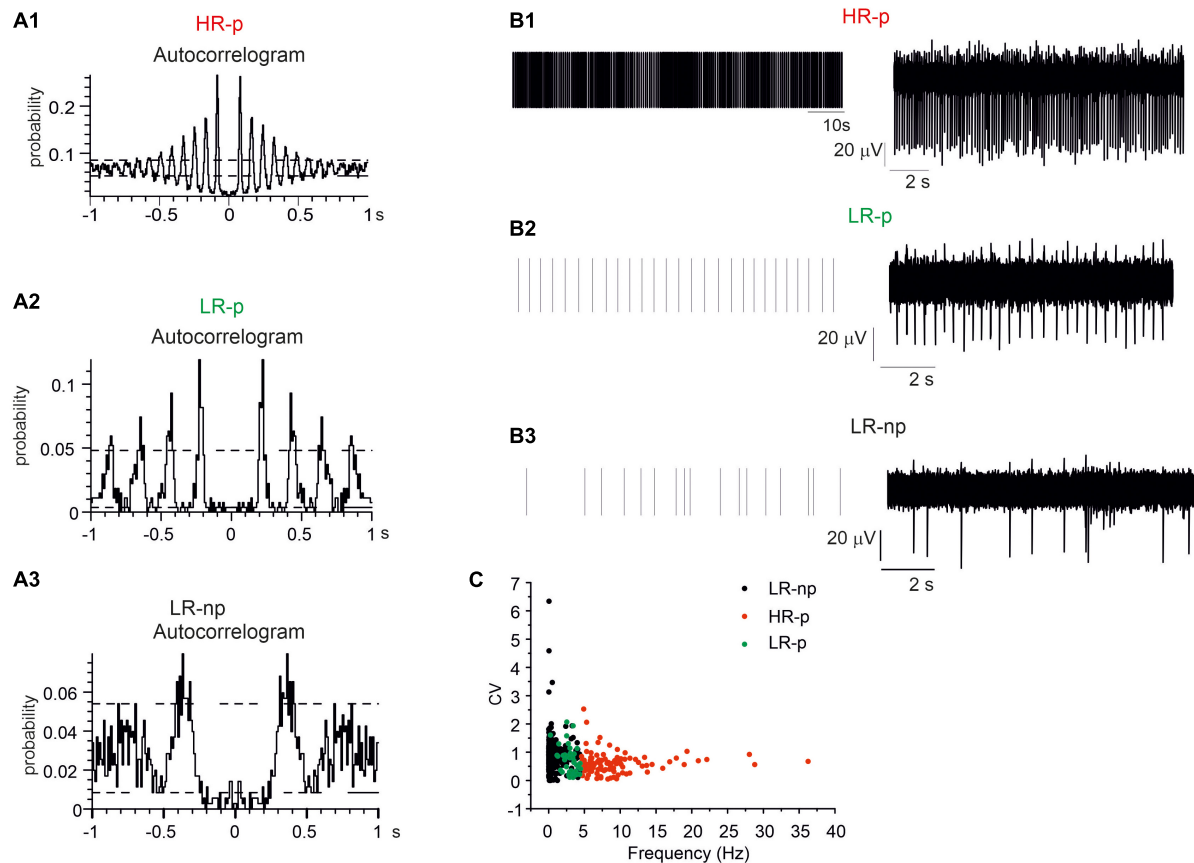 A1
HR-p
Autocorrelogram
probability
0.2
0.1
-1 -0.5 0 0.5 1 s
A2
LR-p
Autocorrelogram
probability
0.1
0.05
0
-1 -0.5 0 0.5 1 s
A3
LR-np
Autocorrelogram
probability
0.06
0.04
0.02
0
-1 -0.5 0 0.5 1 s
B1
HR-p
10s
20 μV
2 s
B2
LR-p
20 μV
2 s
B3
LR-np
20 μV
2 s
C
CV
7
6
5
4
3
2
1
0
-1
LR-np
HR-p
LR-p
0 5 10 15 20 25 30 35 40
Frequency (Hz)